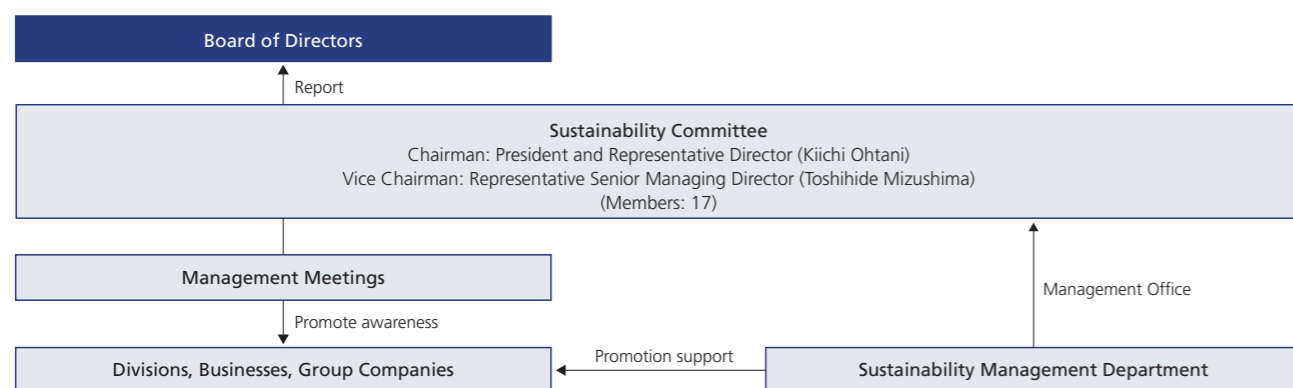 Board of Directors
Report
Sustainability Committee
Chairman: President and Representative Director (Kiichi Ohtani)
Vice Chairman: Representative Senior Managing Director (Toshihide Mizushima)
(Members: 17)
Management Meetings
Management Office
Promote awareness
Divisions, Businesses, Group Companies
Promotion support
Sustainability Management Department